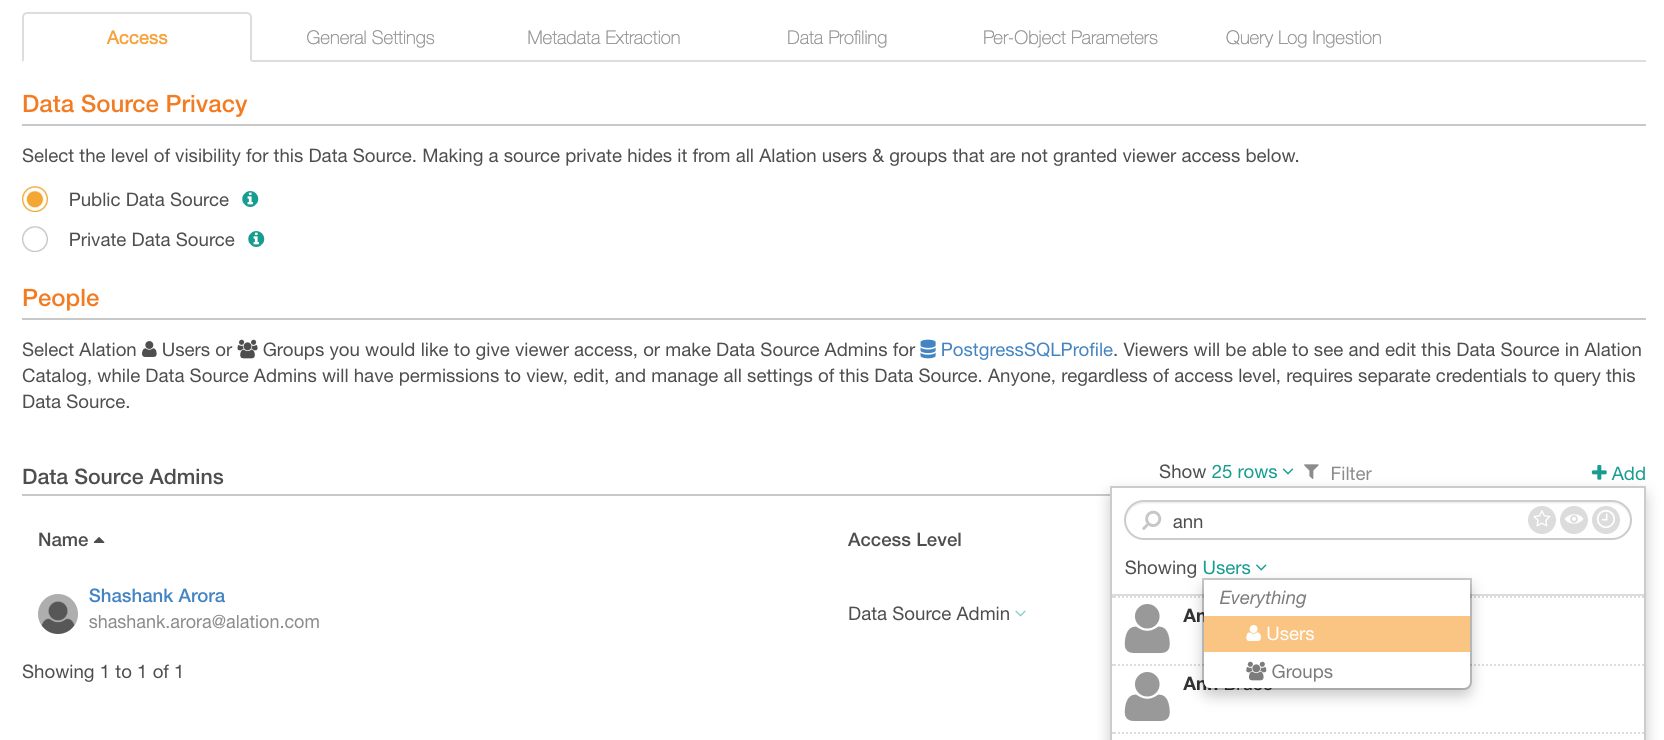 Access General Settings Metadata Extraction Data Profiling Per-Object Parameters Query Log Ingestion
Data Source Privacy
Select the level of visibility for this Data Source. Making a source private hides it from all Alation users & groups that are not granted viewer access below.
Public Data Source
Private Data Source
People
Select Alation Users or Groups you would like to give viewer access, or make Data Source Admins for PostgressSQLProfile. Viewers will be able to see and edit this Data Source in Alation
Catalog, while Data Source Admins will have permissions to view, edit, and manage all settings of this Data Source. Anyone, regardless of access level, requires separate credentials to query this
Data Source.
Data Source Admins Show 25 rows Filter Add
ann
Name Access Level
Showing Users
Shashank Arora
shashank.arora@alation.com
Data Source Admin
Everything
Users
Groups
Showing 1 to 1 of 1